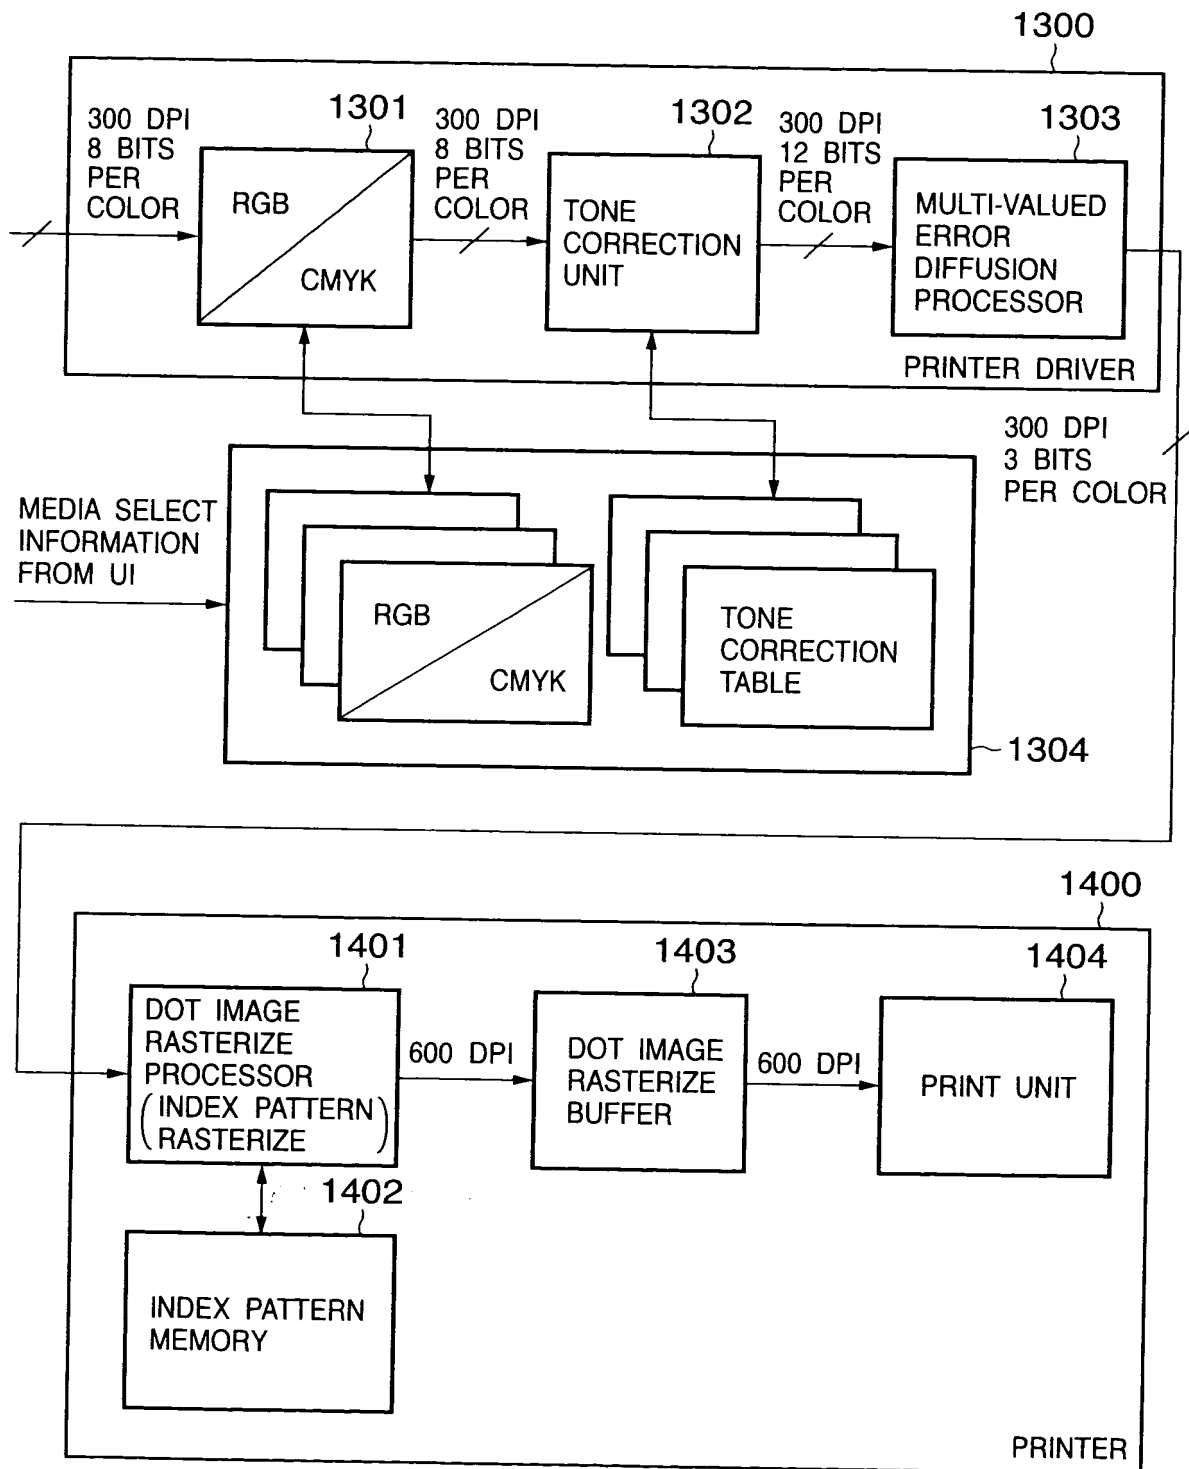 1300
300 DPI
8 BITS
PER
COLOR
1301
RGB
CMYK
300 DPI
8 BITS
PER
COLOR
1302
TONE
CORRECTION
UNIT
300 DPI
12 BITS
PER
COLOR
1303
MULTI-VALUED
ERROR
DIFFUSION
PROCESSOR
PRINTER DRIVER
300 DPI
3 BITS
PER COLOR
MEDIA SELECT
INFORMATION
FROM UI
RGB
CMYK
TONE
CORRECTION
TABLE
1304
1400
1401
DOT IMAGE
RASTERIZE
PROCESSOR
(INDEX PATTERN
RASTERIZE)
600 DPI
1403
DOT IMAGE
RASTERIZE
BUFFER
600 DPI
1404
PRINT UNIT
1402
INDEX PATTERN
MEMORY
PRINTER